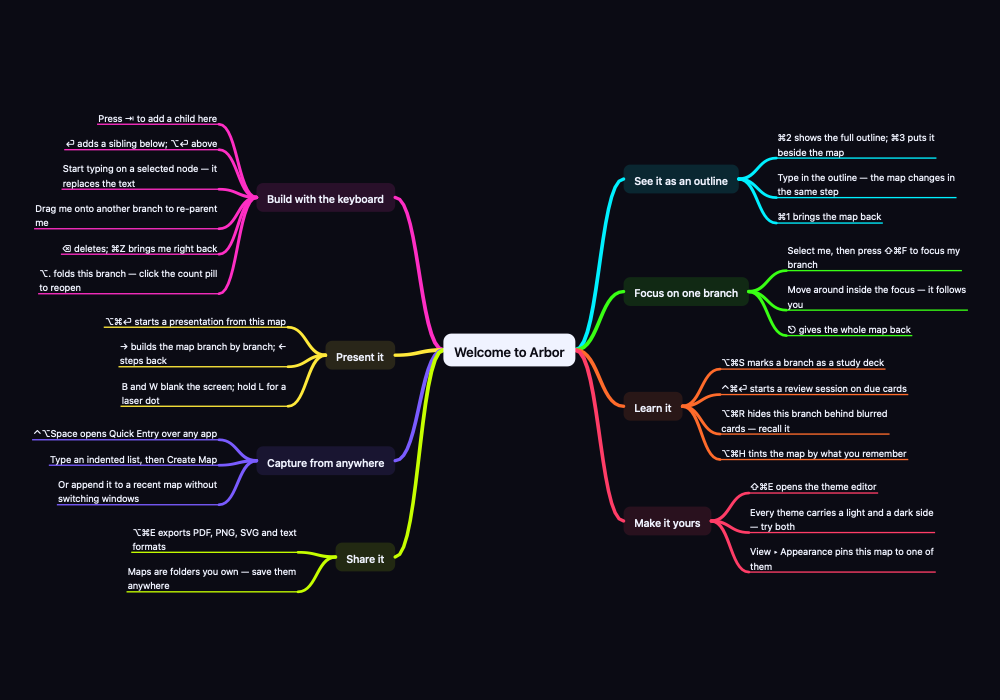 Welcome to Arbor
Build with the keyboard
Press ⇥ to add a child here
⏎ adds a sibling below; ⌥⏎ above
Start typing on a selected node — it
replaces the text
Drag me onto another branch to re-parent
me
⌫ deletes; ⌘Z brings me right back
⌥. folds this branch — click the count pill
to reopen
Present it
⌥⌘⏎ starts a presentation from this map
→ builds the map branch by branch; ←
steps back
B and W blank the screen; hold L for a
laser dot
Capture from anywhere
^⌥Space opens Quick Entry over any app
Type an indented list, then Create Map
Or append it to a recent map without
switching windows
Share it
⌥⌘E exports PDF, PNG, SVG and text
formats
Maps are folders you own — save them
anywhere
See it as an outline
⌘2 shows the full outline; ⌘3 puts it
beside the map
Type in the outline — the map changes in
the same step
⌘1 brings the map back
Focus on one branch
Select me, then press ⇧⌘F to focus my
branch
Move around inside the focus — it follows
you
⎋ gives the whole map back
Learn it
⌥⌘S marks a branch as a study deck
^⌘⏎ starts a review session on due cards
⌥⌘R hides this branch behind blurred
cards — recall it
⌥⌘H tints the map by what you remember
Make it yours
⇧⌘E opens the theme editor
Every theme carries a light and a dark side
— try both
View ▸ Appearance pins this map to one of
them